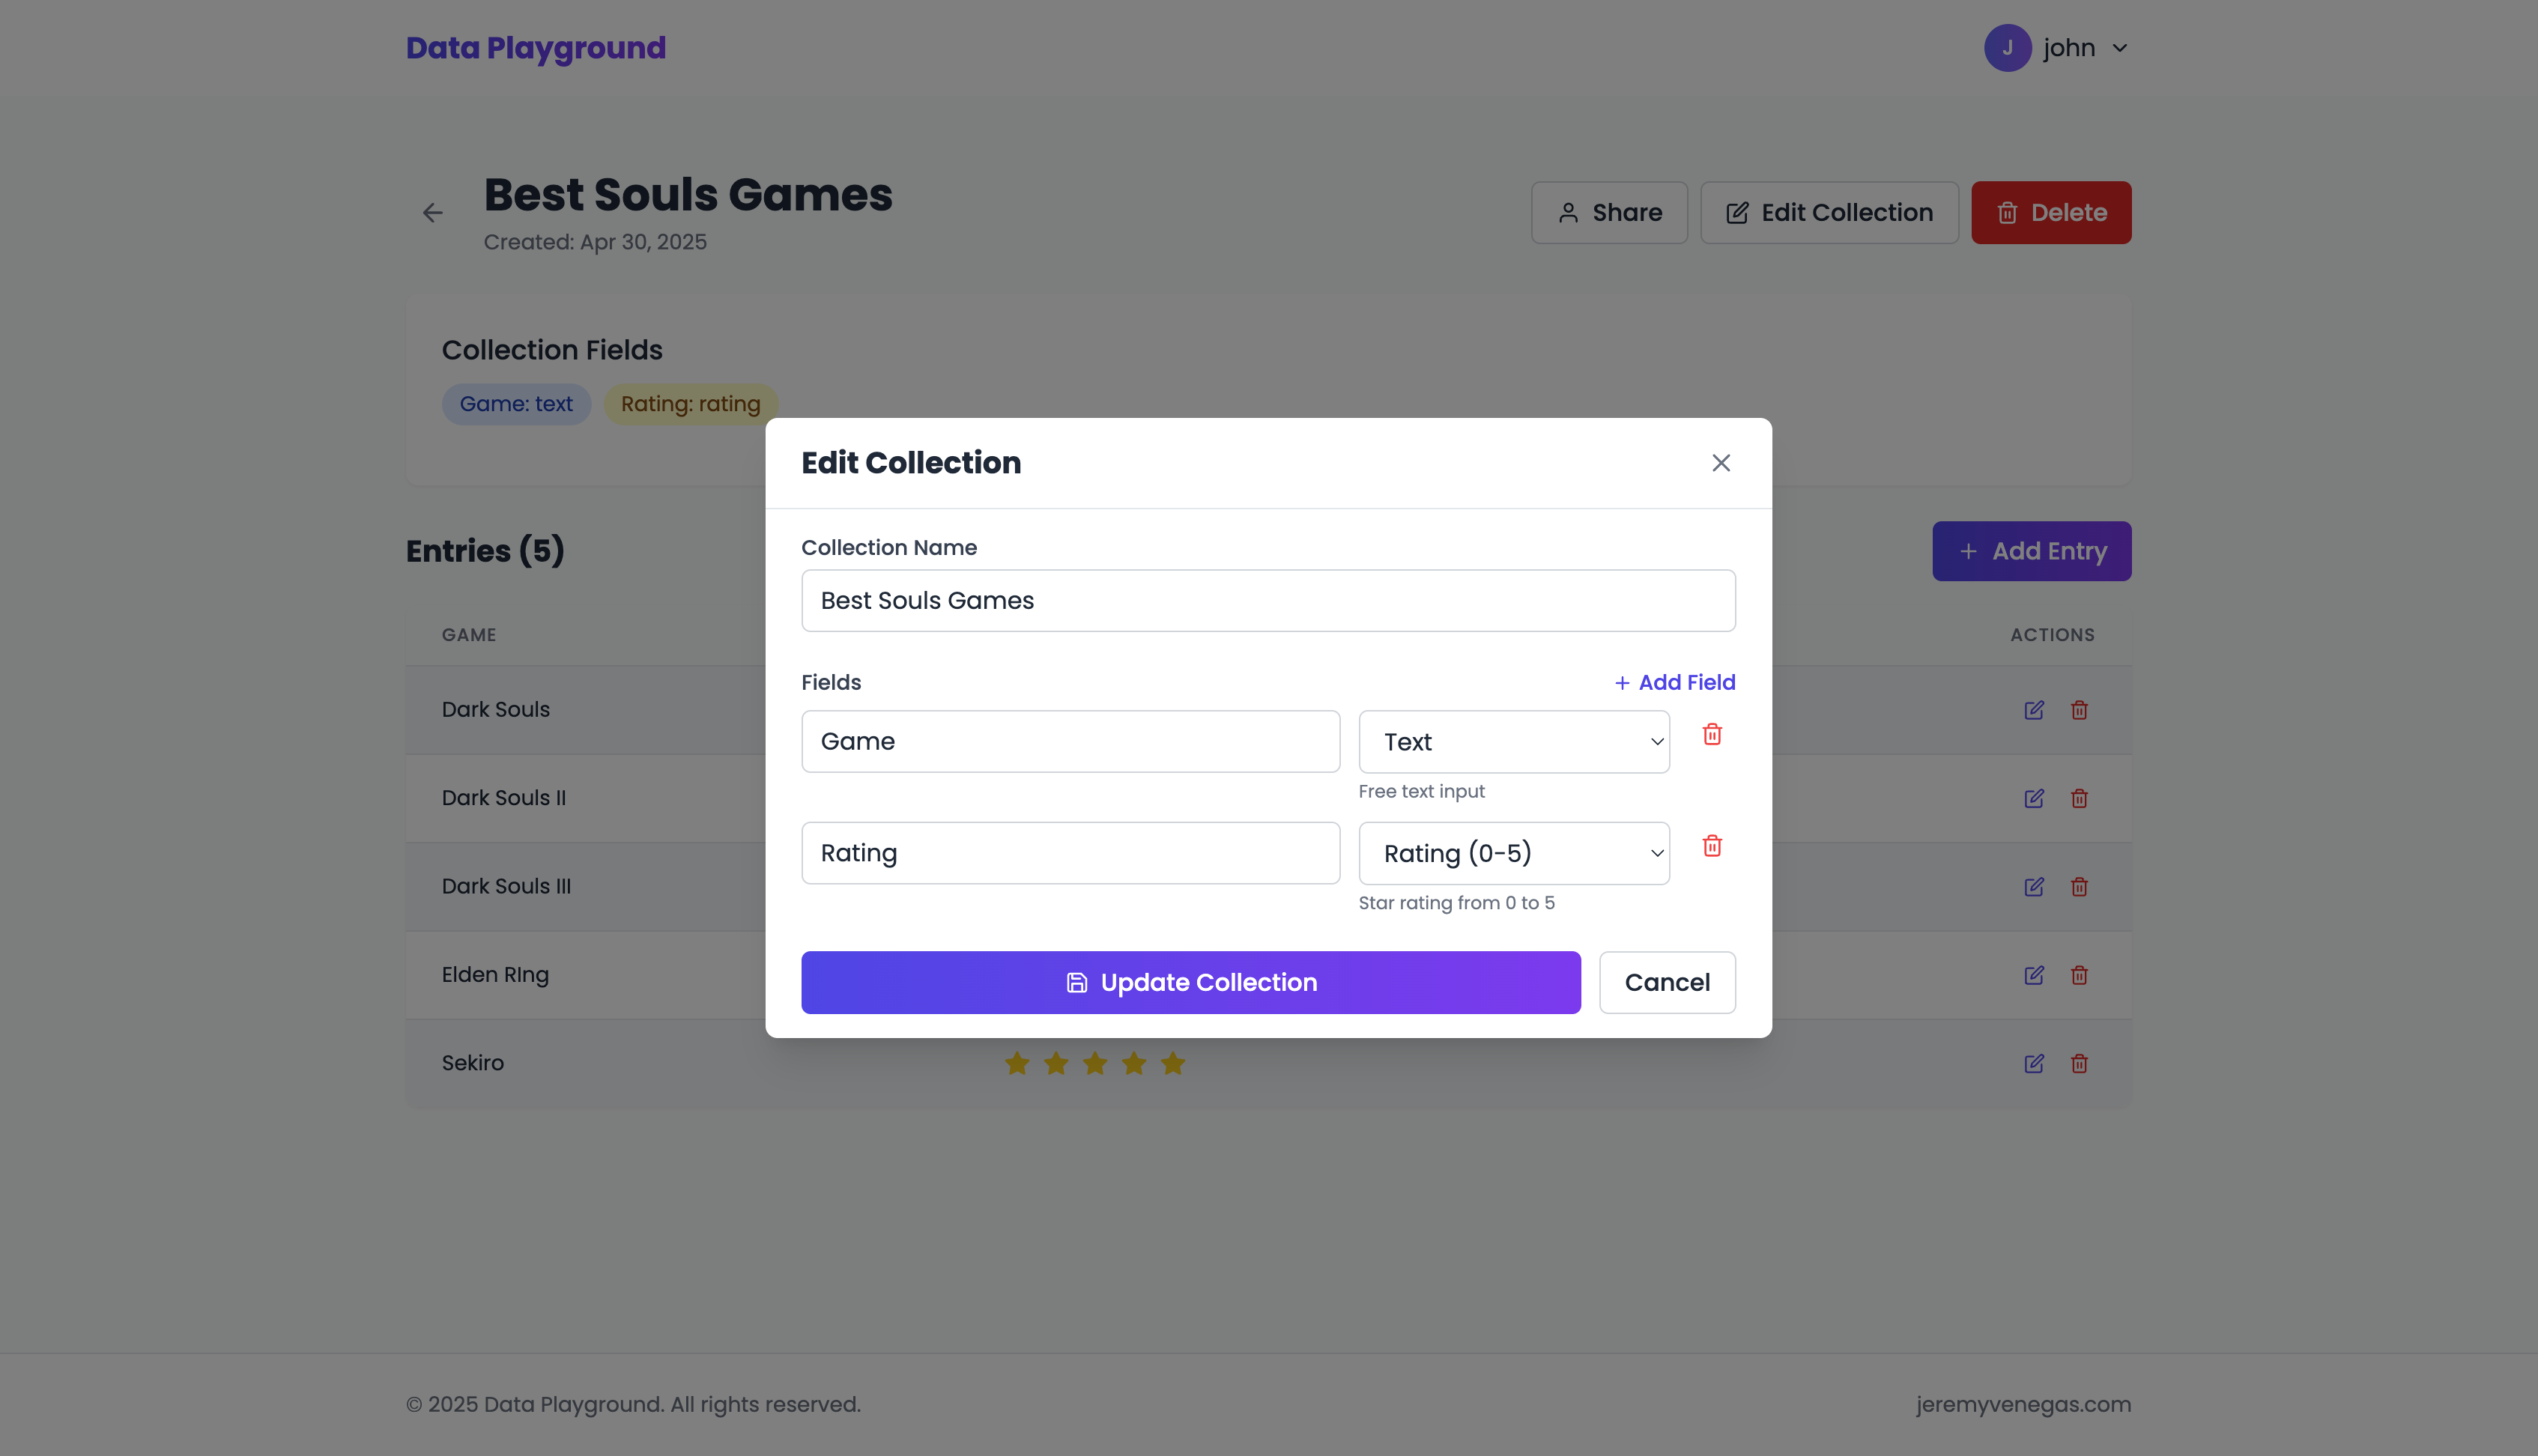 Data Playground
J john
Best Souls Games
Created: Apr 30, 2025
Share
Edit Collection
Delete
Collection Fields
Game: text
Rating: rating
Edit Collection
Collection Name
Best Souls Games
Fields
+ Add Field
Game
Text
Free text input
Rating
Rating (0-5)
Star rating from 0 to 5
Update Collection
Cancel
Entries (5)
+ Add Entry
GAME
ACTIONS
Dark Souls
Dark Souls II
Dark Souls III
Elden RIng
Sekiro
© 2025 Data Playground. All rights reserved.
jeremyvenegas.com